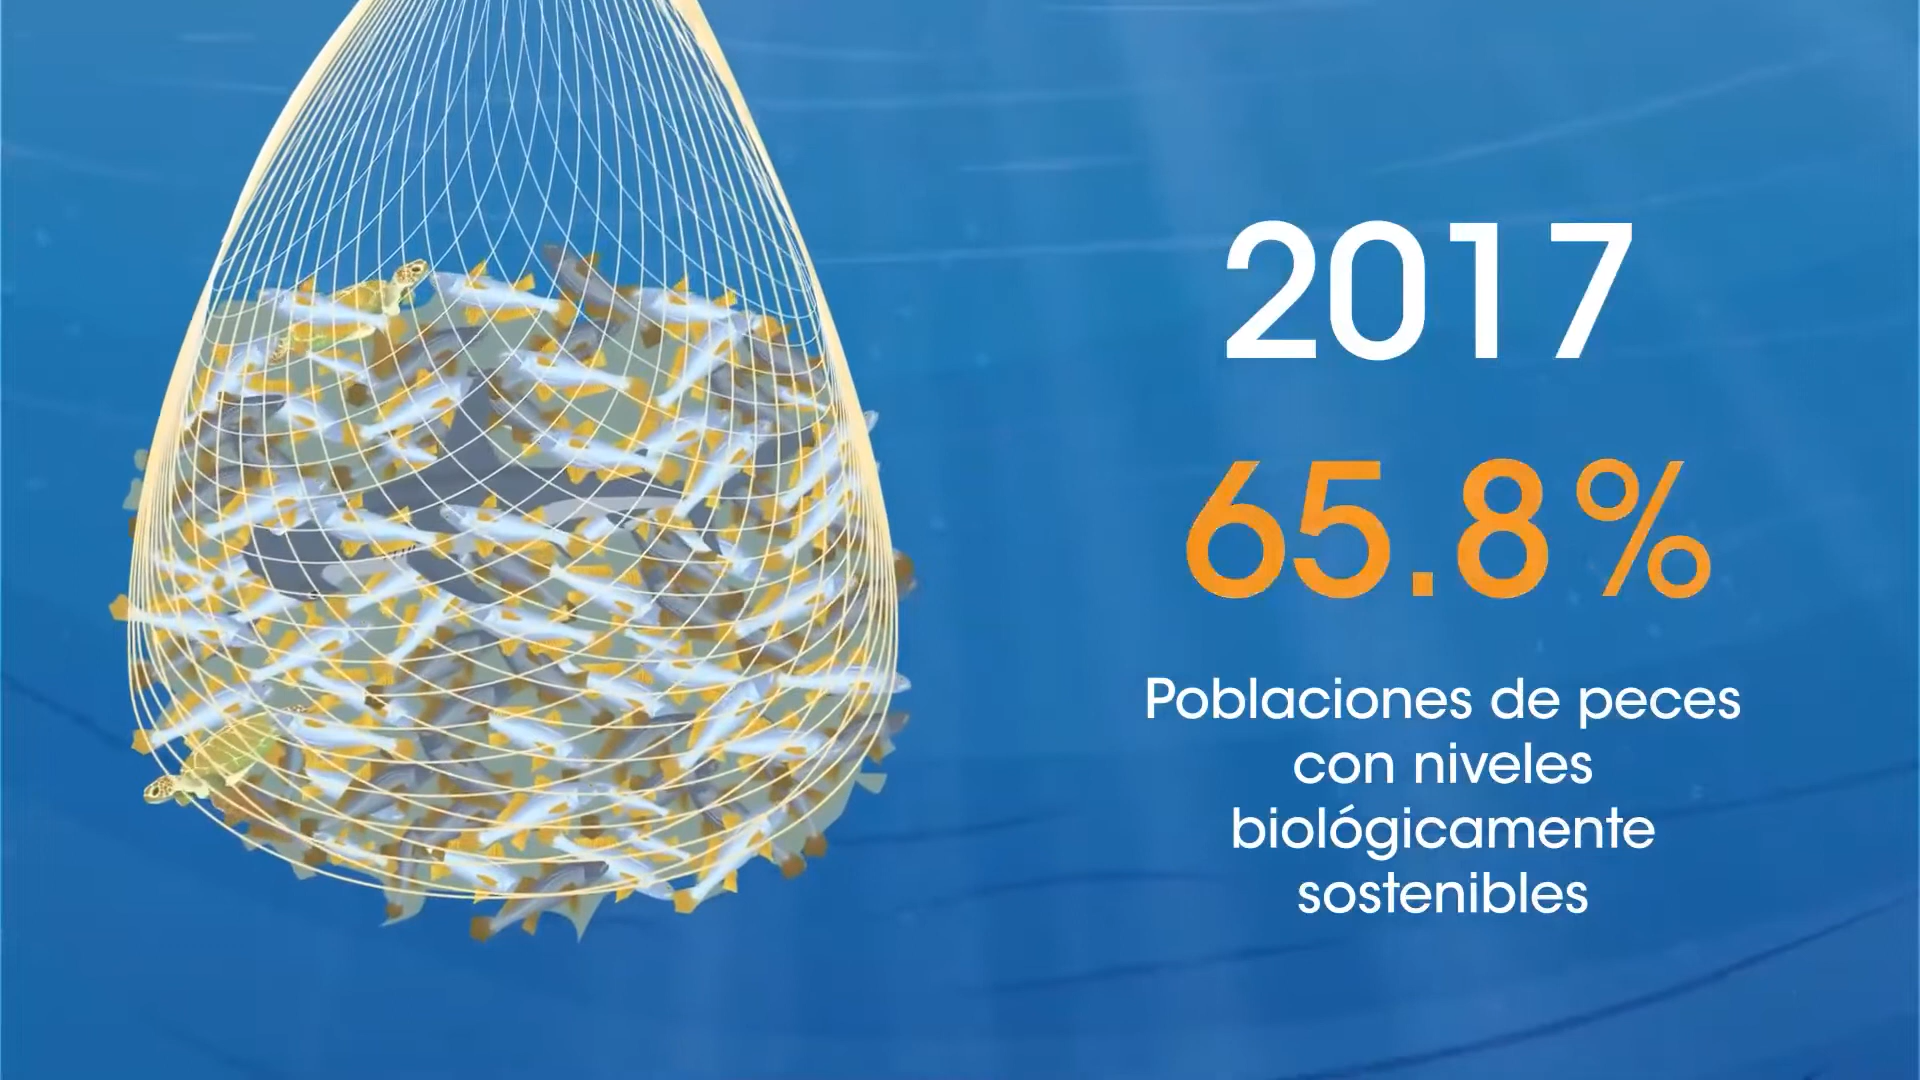 2017
65.8%
Poblaciones de peces
con niveles
biológicamente
sostenibles